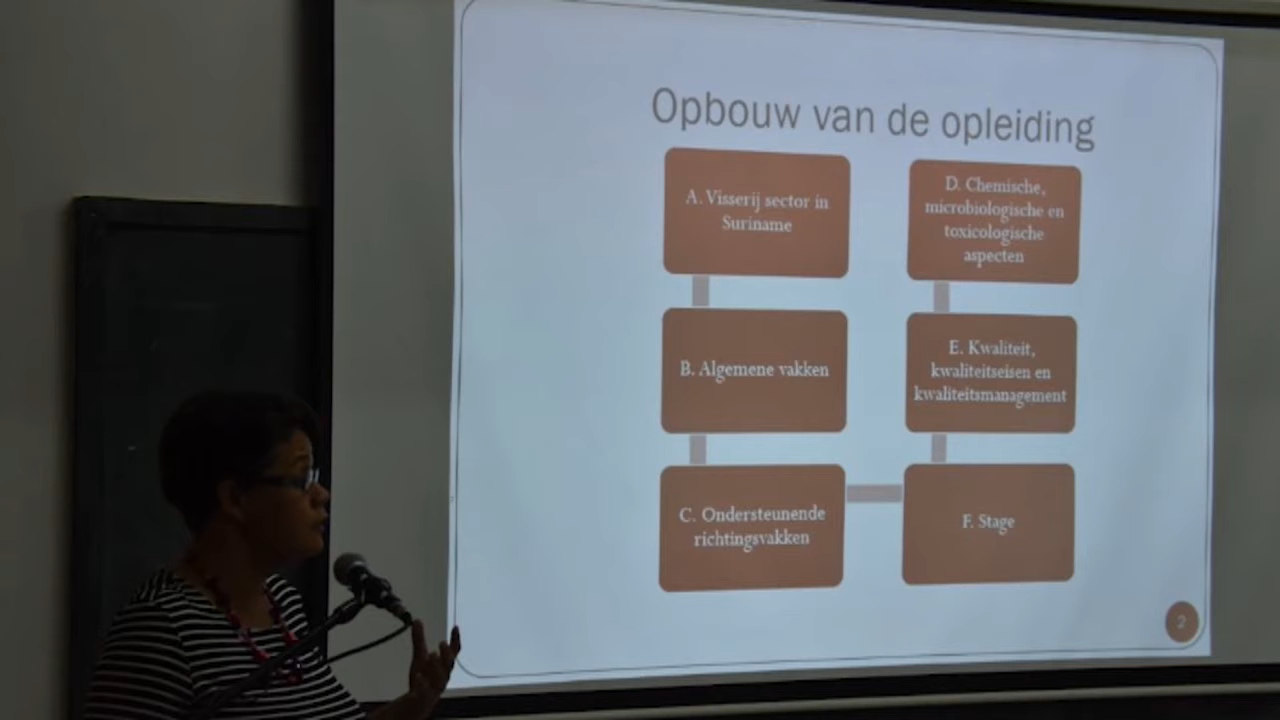 Opbouw van de opleiding
A. Visserij sector in
Suriname
B. Algemene vakken
C. Ondersteunende
richtingsvakken
D. Chemische,
microbiologische en
toxicologische
aspecten
E. Kwaliteit,
kwaliteitseisen en
kwaliteitsmanagement
F. Stage
2